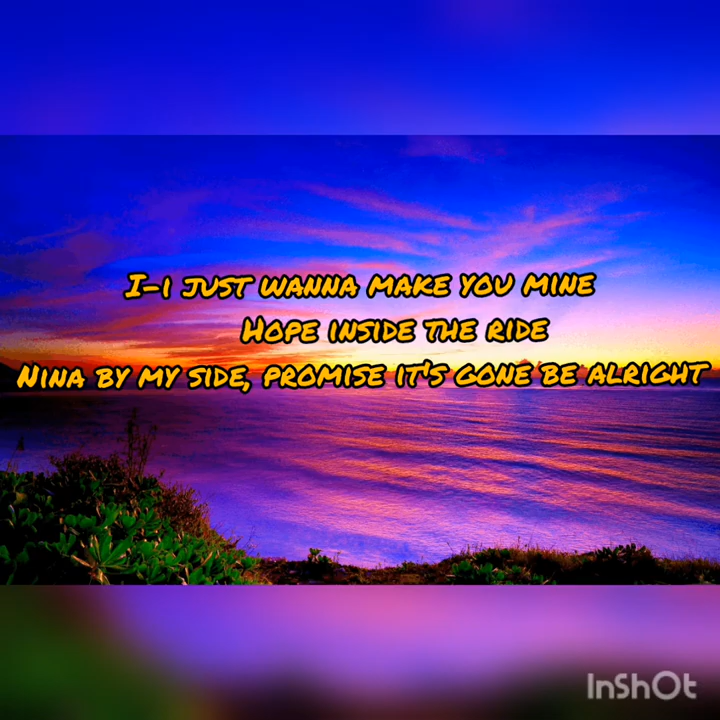 I-I JUST WANNA MAKE YOU MINE
HOPE INSIDE THE RIDE
NINA BY MY SIDE, PROMISE IT'S GONE BE ALRIGHT
InShOt